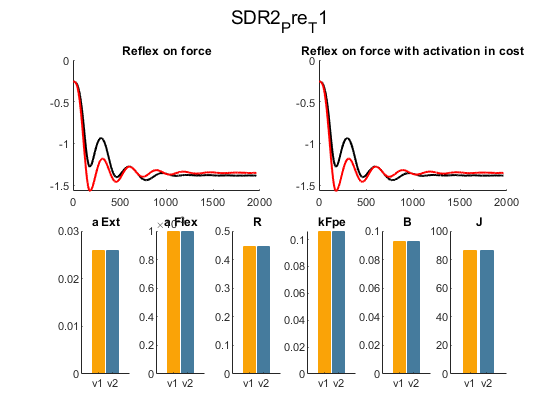 SDR2PreT1
Reflex on force
Reflex on force with activation in cost
0
-0.5
-1
-1.5
0 500 1000 1500 2000
0
-0.5
-1
-1.5
0 500 1000 1500 2000
a Ext
a Flex
R
kFpe
B
J
0.03
0.02
0.01
0
v1 v2
1
0.8
0.6
0.4
0.2
0
v1 v2
0.5
0.4
0.3
0.2
0.1
0
v1 v2
0.1
0.08
0.06
0.04
0.02
0
v1 v2
0.1
0.08
0.06
0.04
0.02
0
v1 v2
100
80
60
40
20
0
v1 v2